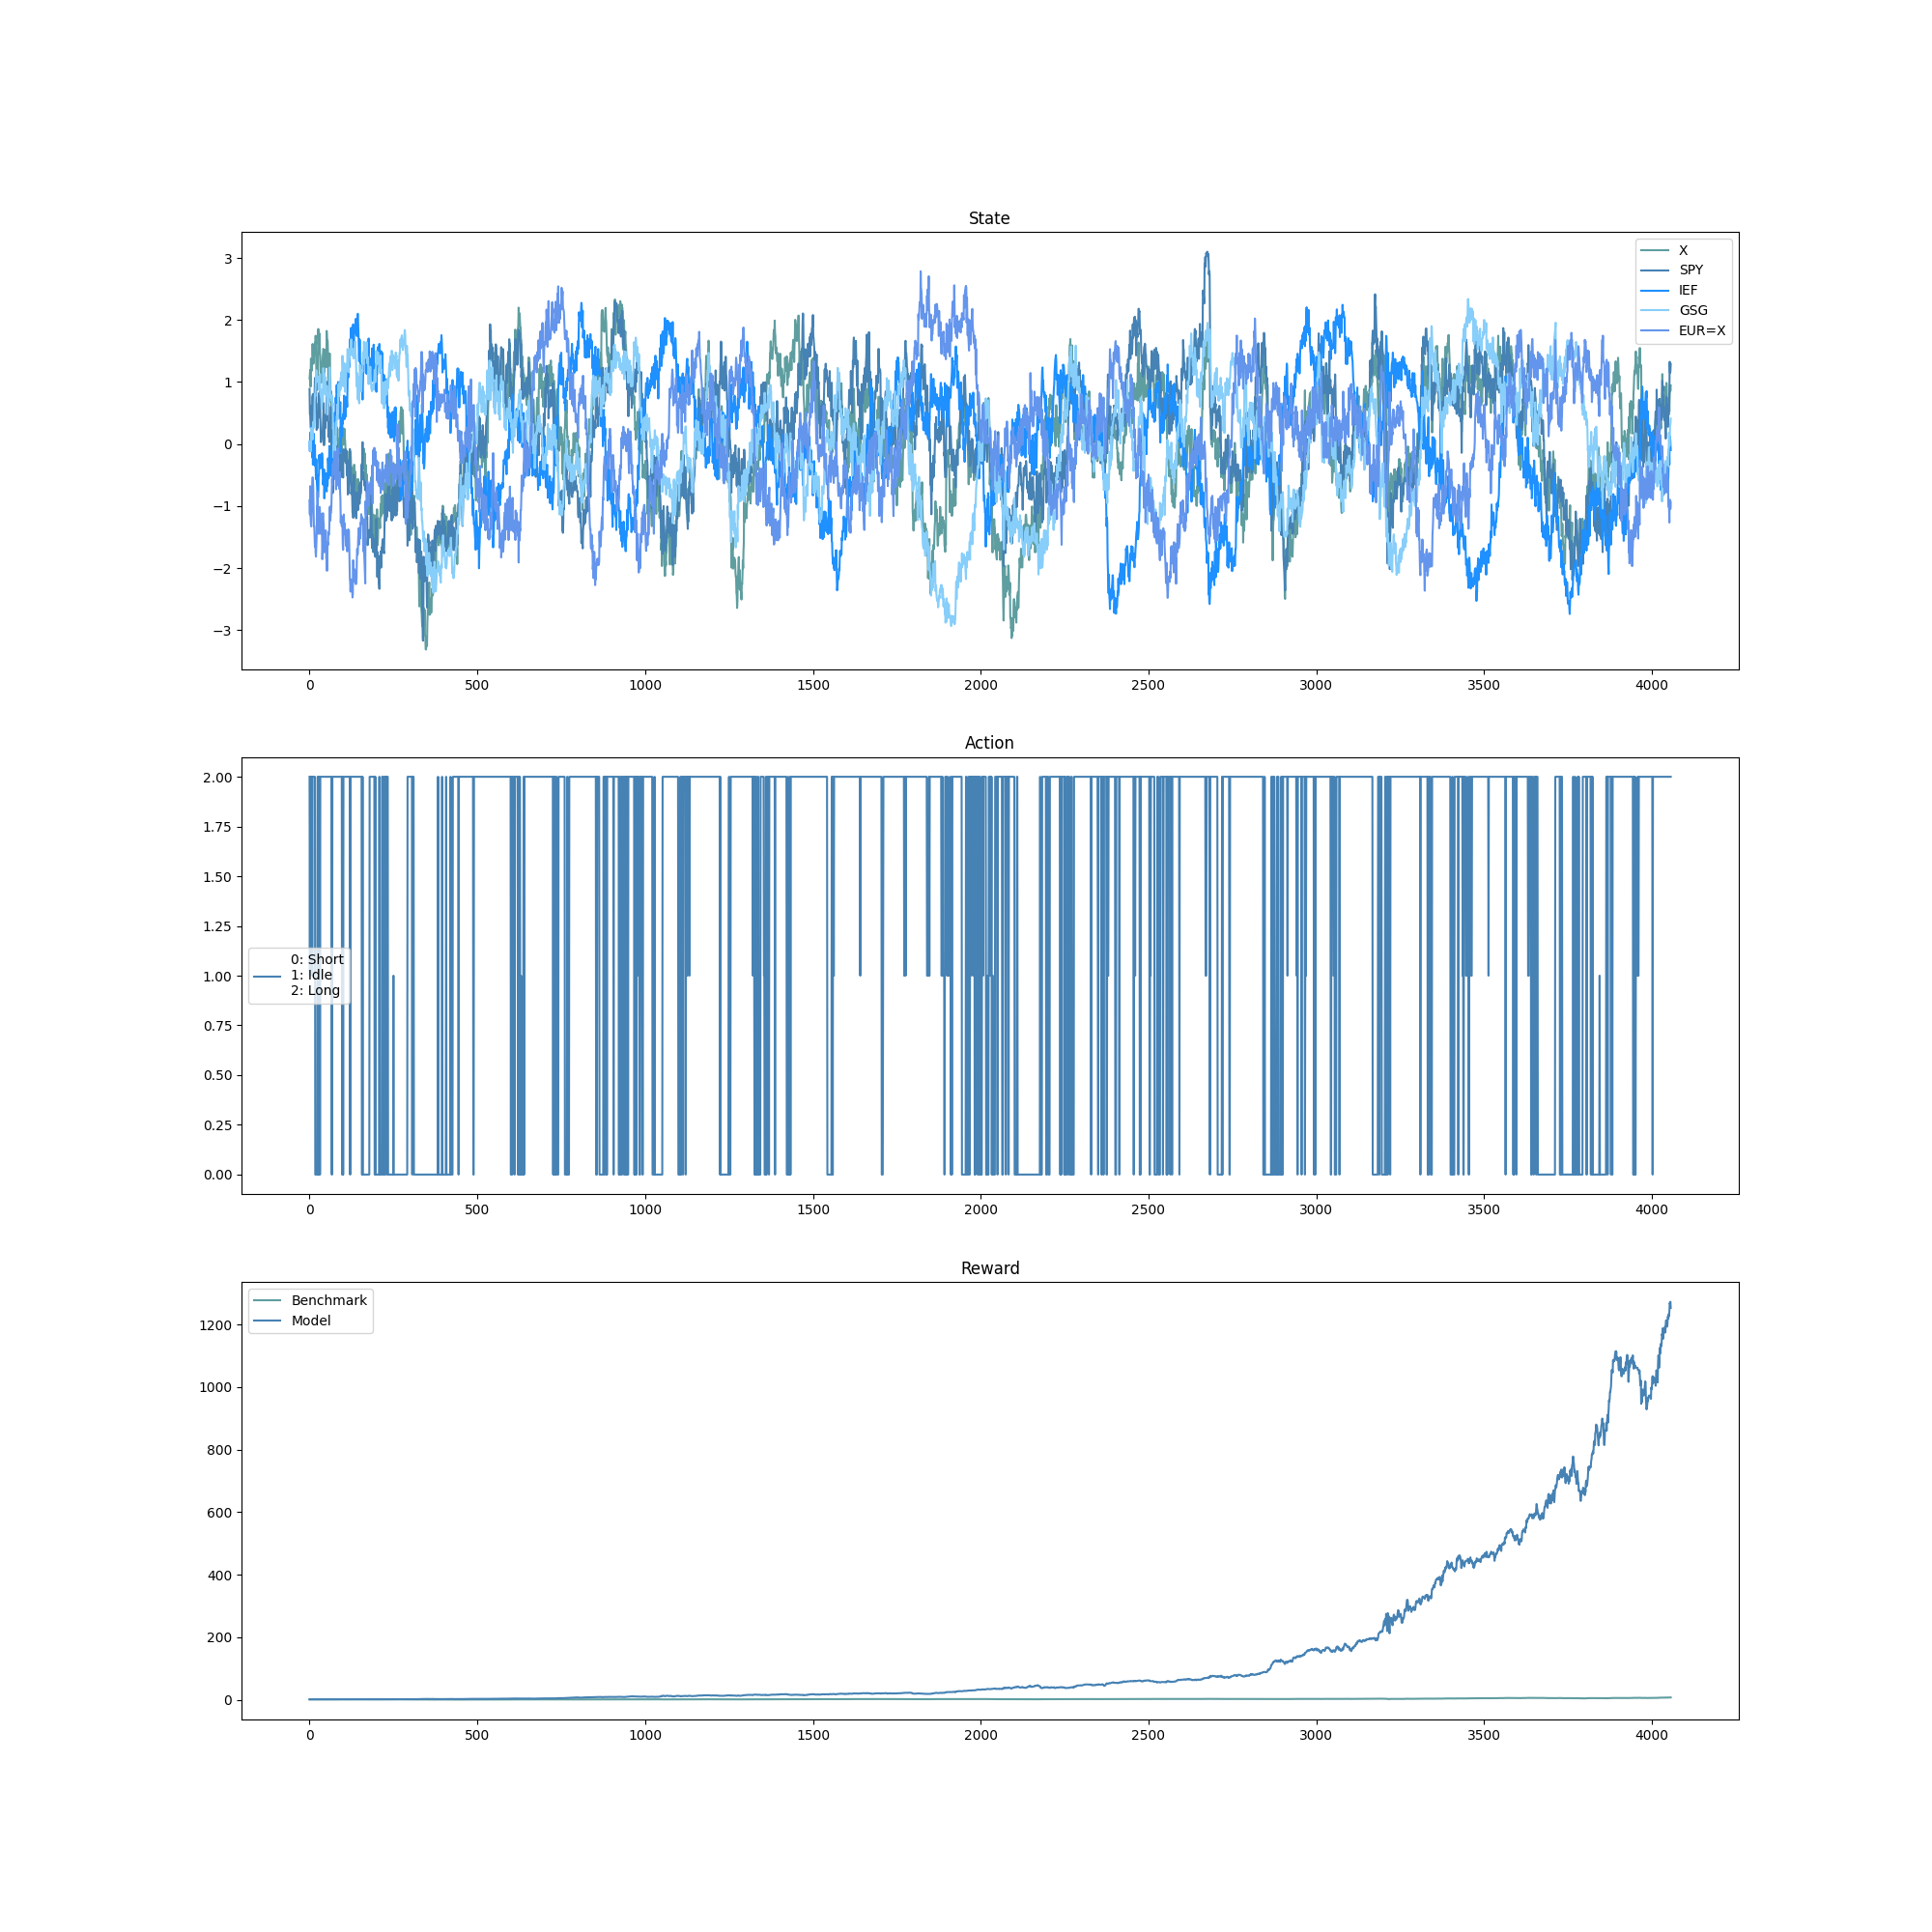 State
3
2
1
0
−1
−2
−3
X
SPY
IEF
GSG
EUR=X
0 500 1000 1500 2000 2500 3000 3500 4000
Action
2.00
1.75
1.50
1.25
1.00
0.75
0.50
0.25
0.00
0: Short
1: Idle
2: Long
0 500 1000 1500 2000 2500 3000 3500 4000
Reward
Benchmark
Model
1200
1000
800
600
400
200
0
0 500 1000 1500 2000 2500 3000 3500 4000